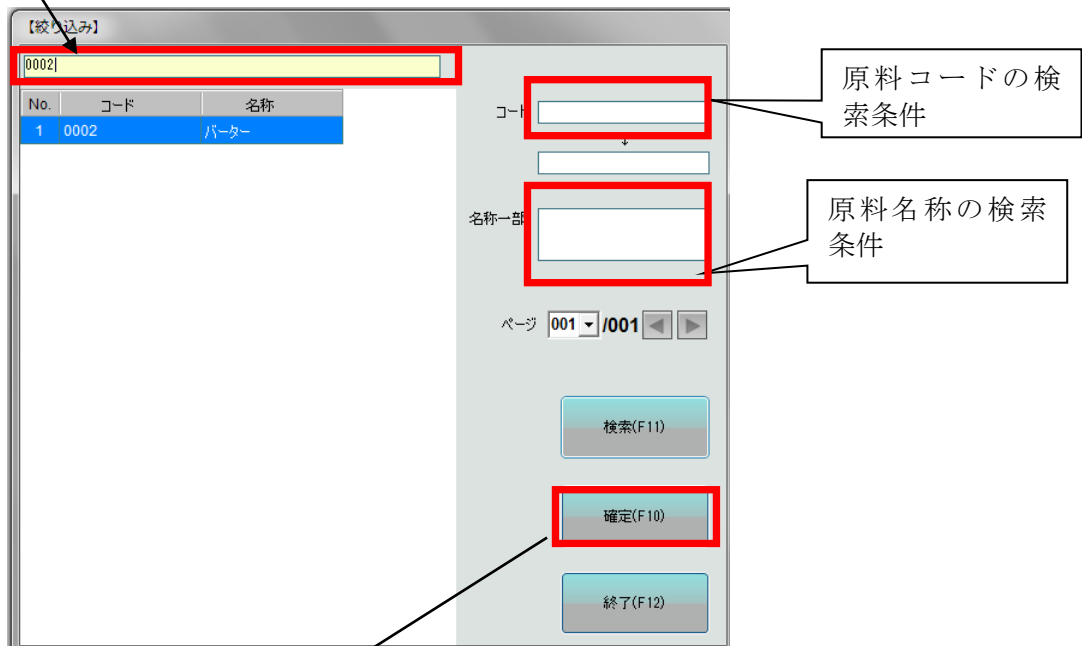 【絞り込み】
0002
No. コード 名称
1 0002 バーター
コード
↓
名称一部
ページ 001 /001
検索(F11)
確定(F10)
終了(F12)
原料コードの検
索条件
原料名称の検索
条件